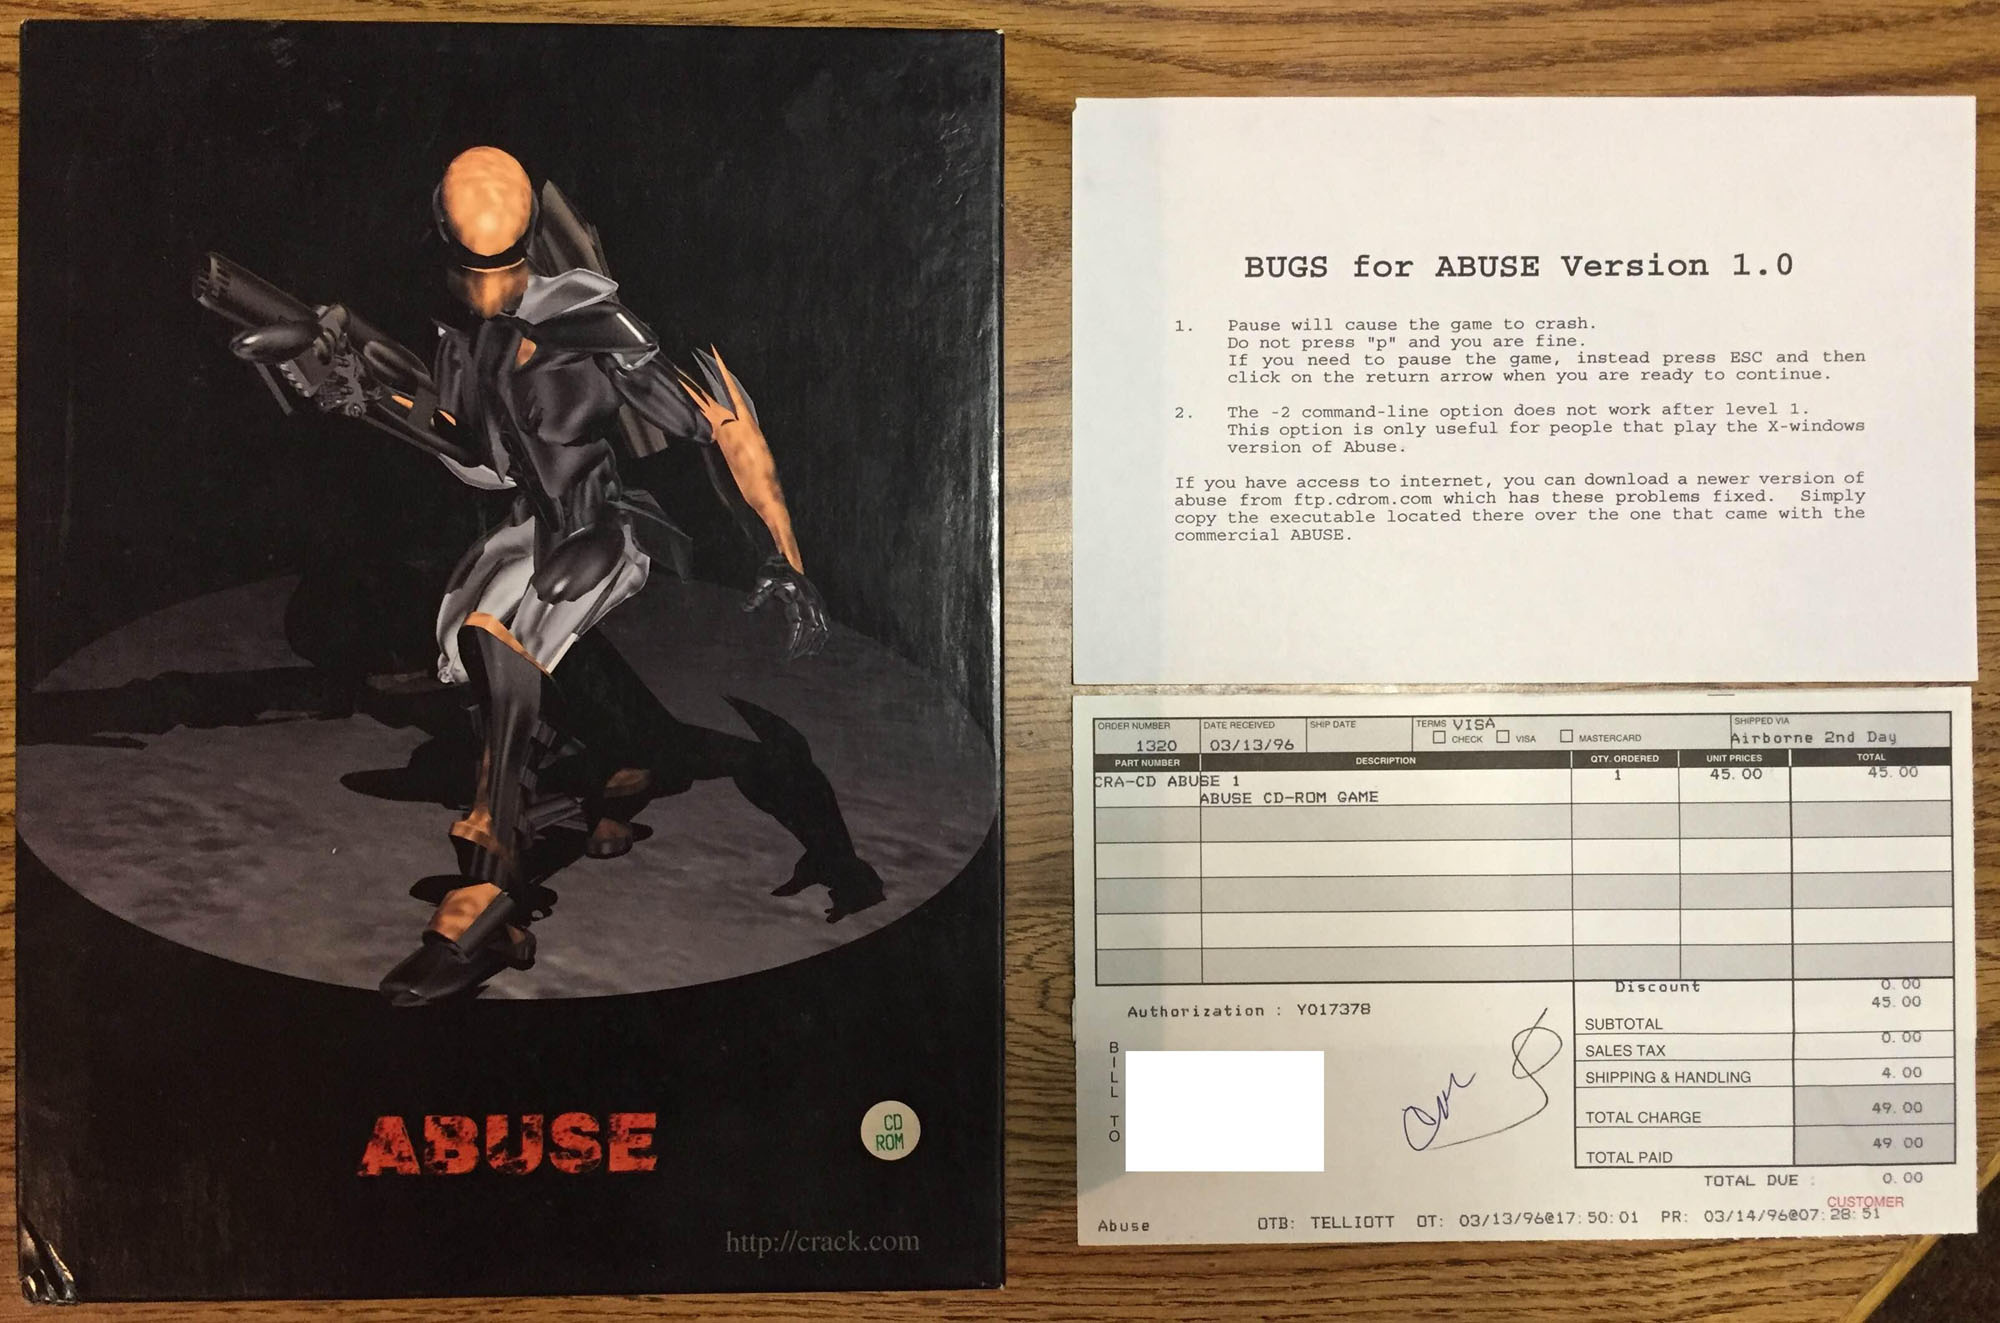 ABUSE
CD
ROM
http://crack.com
BUGS for ABUSE Version 1.0
1. Pause will cause the game to crash.
Do not press "p" and you are fine.
If you need to pause the game, instead press ESC and then
click on the return arrow when you are ready to continue.
2. The -2 command-line option does not work after level 1.
This option is only useful for people that play the X-windows
version of Abuse.
If you have access to internet, you can download a newer version of
abuse from ftp.cdrom.com which has these problems fixed. Simply
copy the executable located there over the one that came with the
commercial ABUSE.
ORDER NUMBER DATE RECEIVED SHIP DATE TERMS VISA SHIPPED VIA
1320 03/13/96 CHECK VISA MASTERCARD Airborne 2nd Day
PART NUMBER DESCRIPTION QTY. ORDERED UNIT PRICES TOTAL
CRA-CD ABUSE 1 1 45.00 45.00
ABUSE CD-ROM GAME
Discount 0.00
45.00
Authorization : Y017378
SUBTOTAL
SALES TAX 0.00
SHIPPING & HANDLING 4.00
TOTAL CHARGE 49.00
TOTAL PAID 49 00
BILL TO
TOTAL DUE : 0.00
CUSTOMER
Abuse OTB: TELLIOTT OT: 03/13/96@17:50:01 PR: 03/14/96@07:28:51